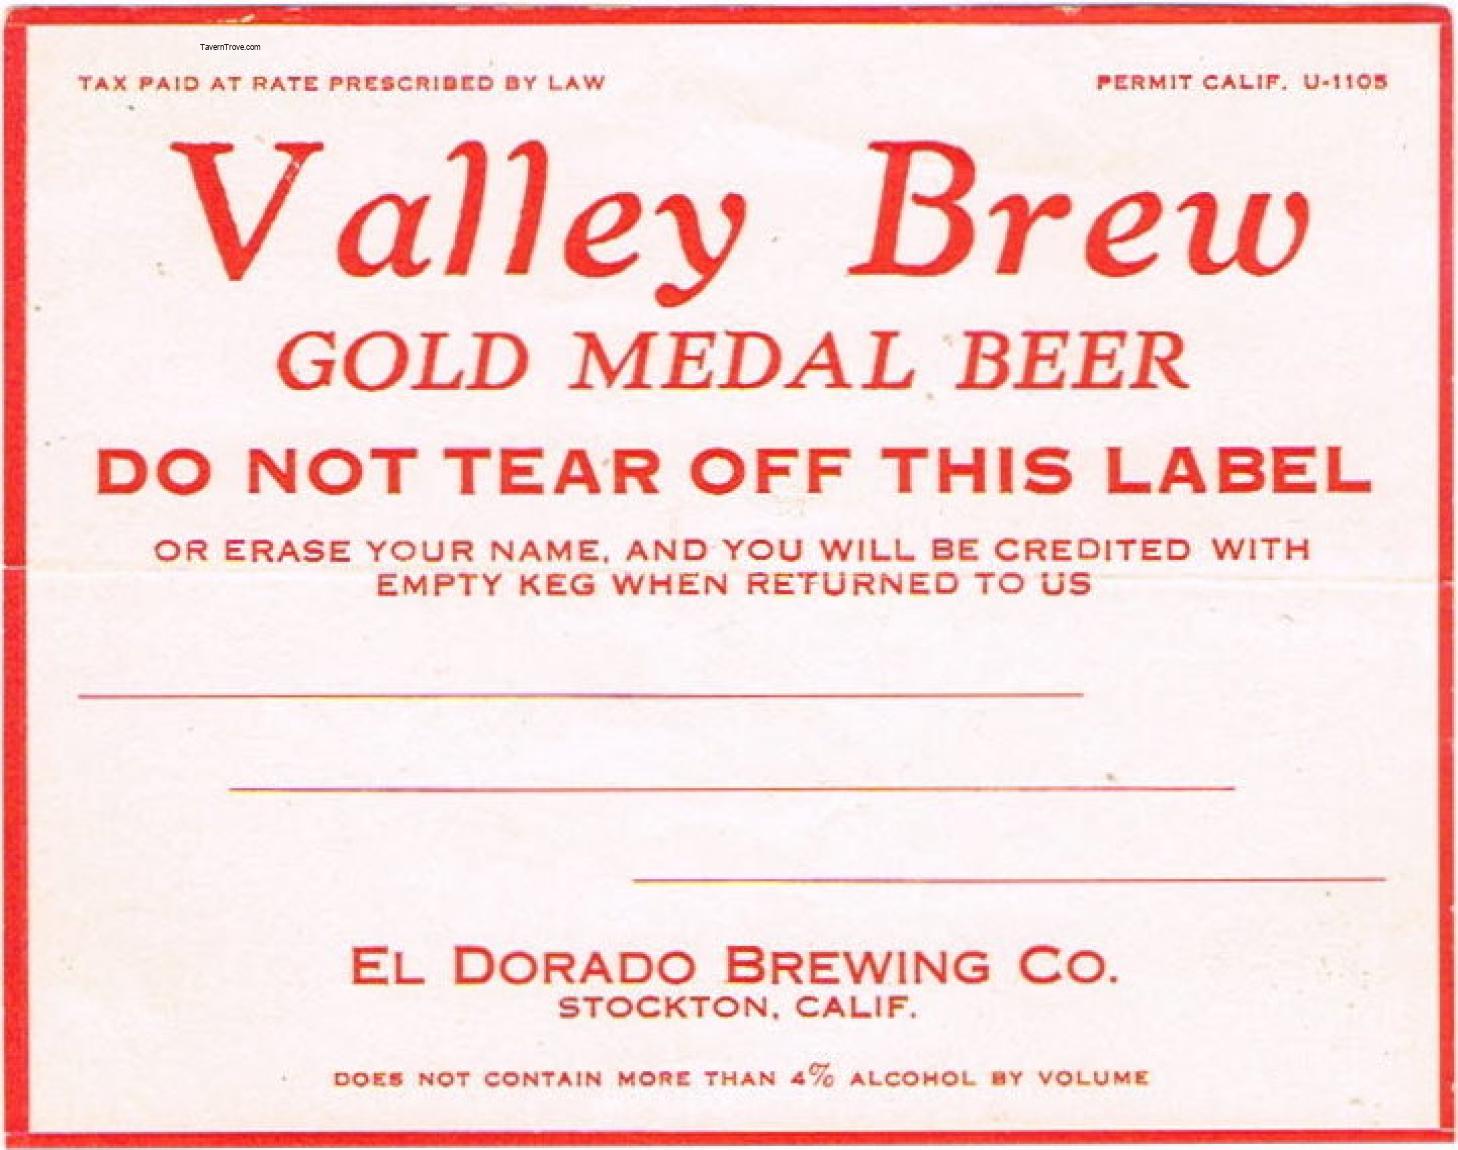 TavernTrove.com
TAX PAID AT RATE PRESCRIBED BY LAW
PERMIT CALIF. U-1105
Valley Brew
GOLD MEDAL BEER
DO NOT TEAR OFF THIS LABEL
OR ERASE YOUR NAME, AND YOU WILL BE CREDITED WITH
EMPTY KEG WHEN RETURNED TO US
EL DORADO BREWING CO.
STOCKTON, CALIF.
DOES NOT CONTAIN MORE THAN 4% ALCOHOL BY VOLUME